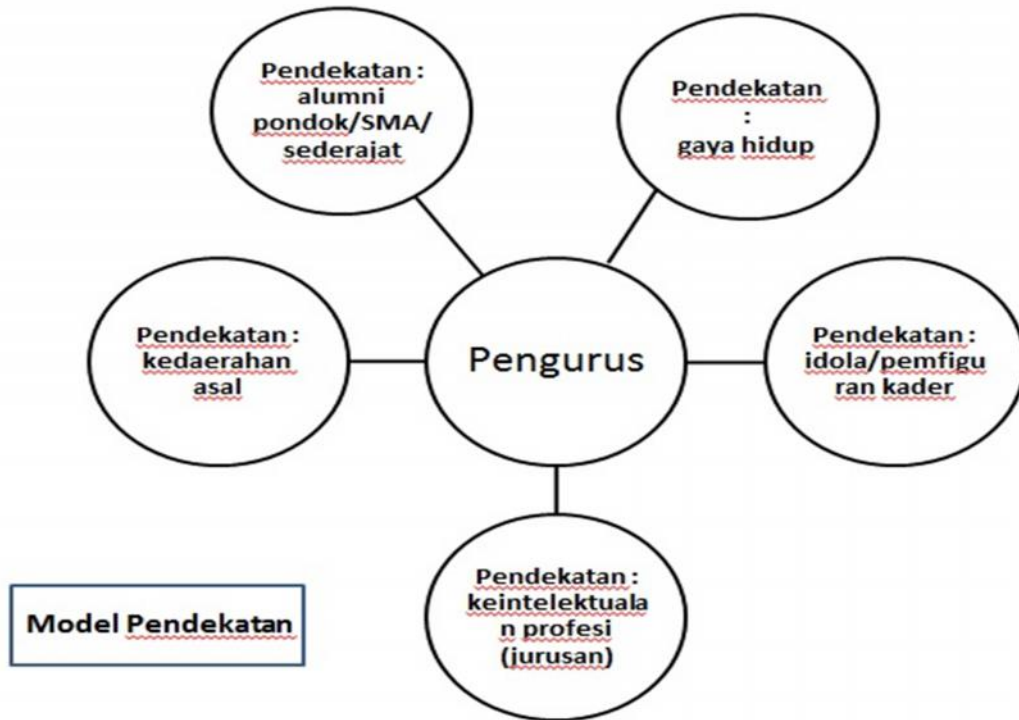 Pendekatan :
alumni
pondok/SMA/
sederajat
Pendekatan
:
gaya hidup
Pendekatan :
kedaerahan
asal
Pengurus
Pendekatan :
idola/pemfigu
ran kader
Pendekatan :
keintelektuala
n profesi
(jurusan)
Model Pendekatan